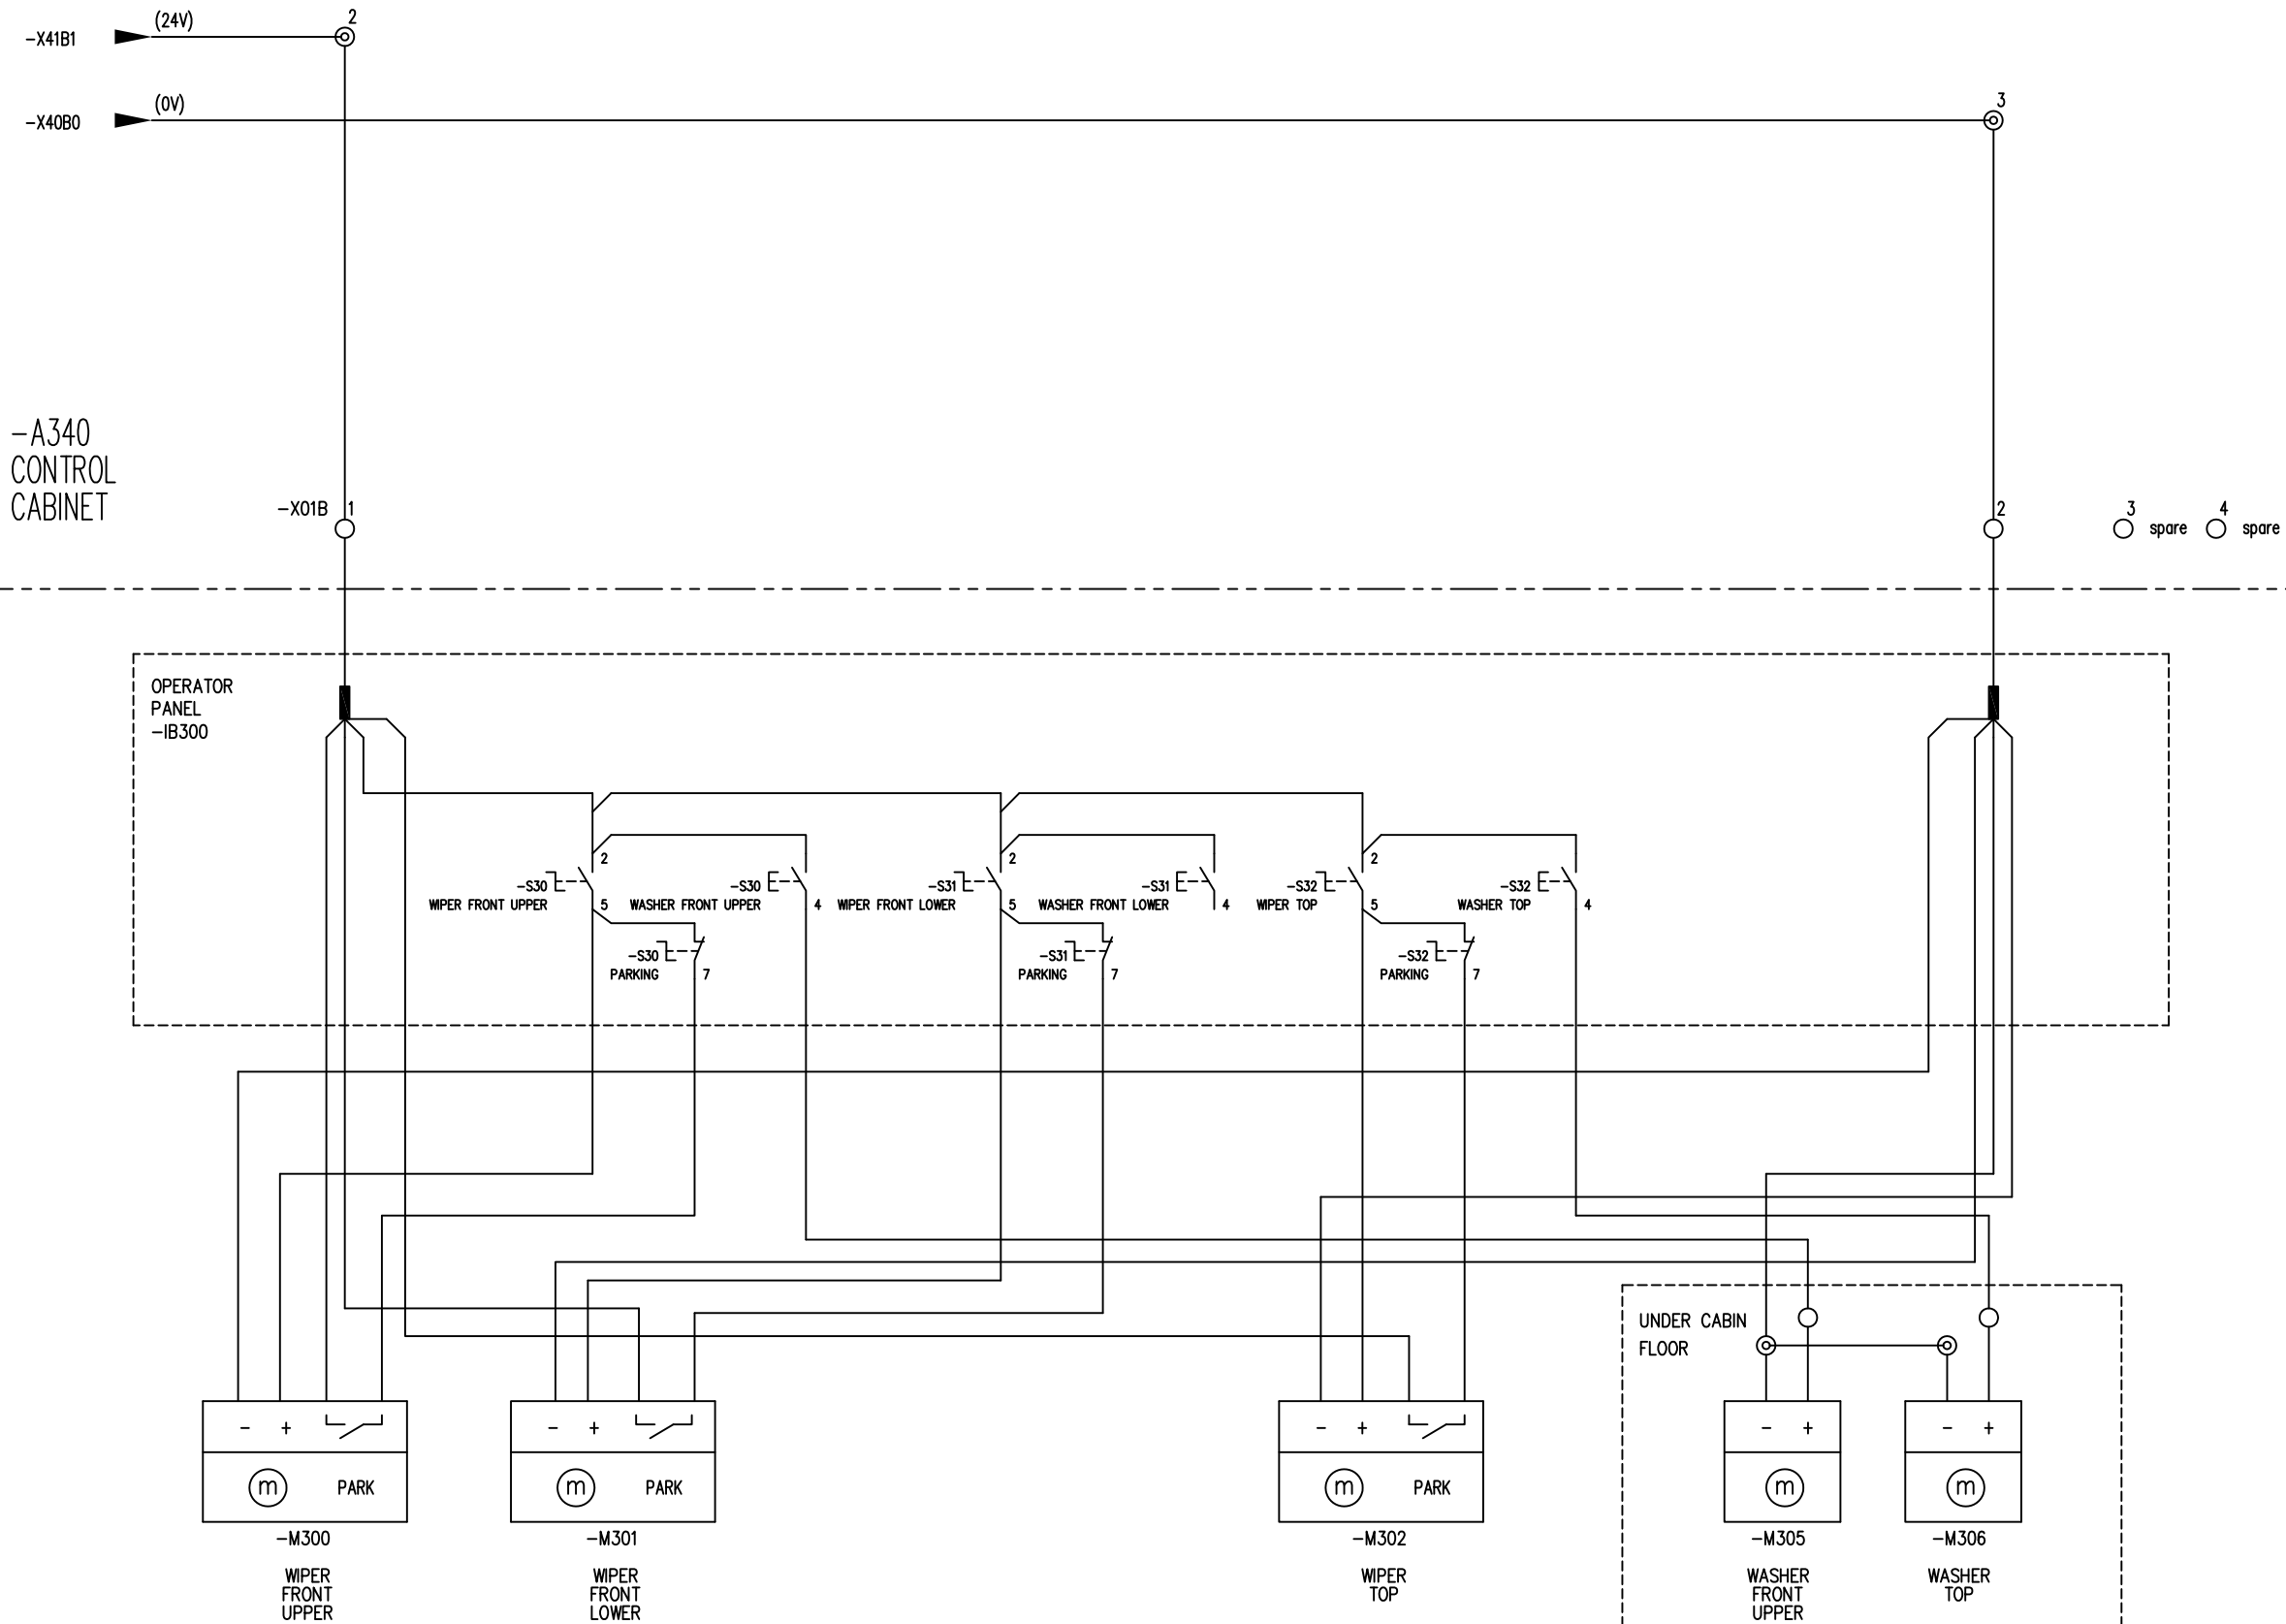 -X41B1 (24V) 2
-X40B0 (0V) 3
-A340
CONTROL
CABINET
-X01B 1 2 3 spare 4 spare
OPERATOR
PANEL
-IB300
2 2 2
-S30 -S30 -S31 -S31 -S32 -S32
WIPER FRONT UPPER 5 WASHER FRONT UPPER 4 WIPER FRONT LOWER 5 WASHER FRONT LOWER 4 WIPER TOP 5 WASHER TOP 4
-S30 -S31 -S32
PARKING 7 PARKING 7 PARKING 7
UNDER CABIN
FLOOR
- + - + - + - + - +
m PARK m PARK m PARK m m
-M300 -M301 -M302 -M305 -M306
WIPER WIPER WIPER WASHER WASHER
FRONT FRONT TOP FRONT TOP
UPPER LOWER UPPER